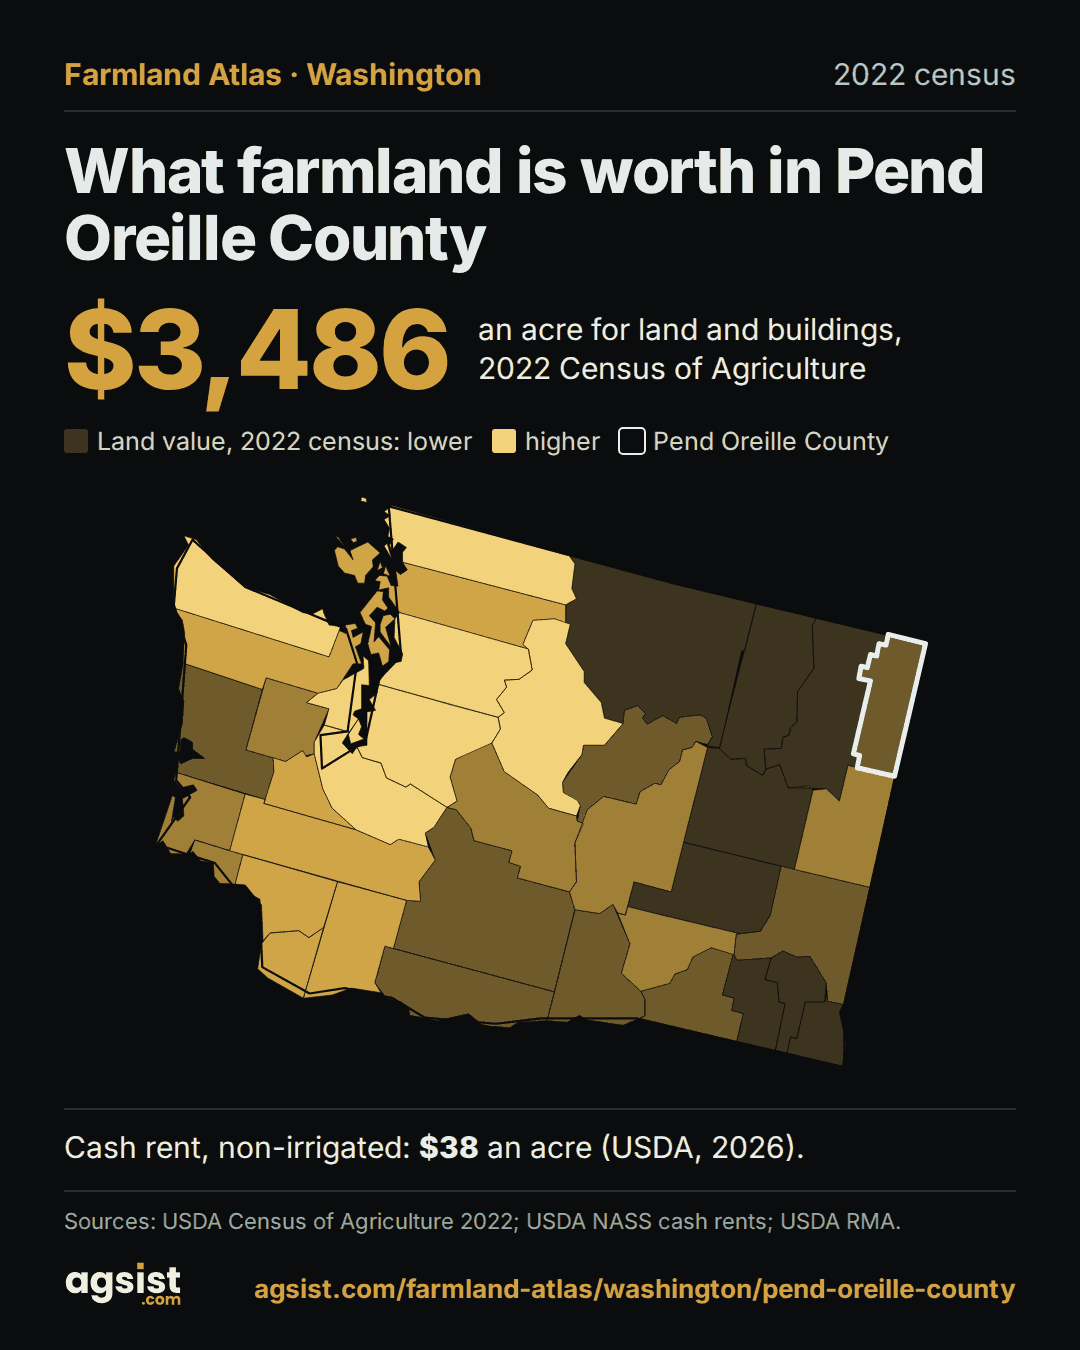 Farmland Atlas · Washington
2022 census
What farmland is worth in Pend
Oreille County
$3,486
an acre for land and buildings,
2022 Census of Agriculture
Land value, 2022 census: lower
higher
Pend Oreille County
Cash rent, non-irrigated: $38 an acre (USDA, 2026).
Sources: USDA Census of Agriculture 2022; USDA NASS cash rents; USDA RMA.
agsist
.com
agsist.com/farmland-atlas/washington/pend-oreille-county